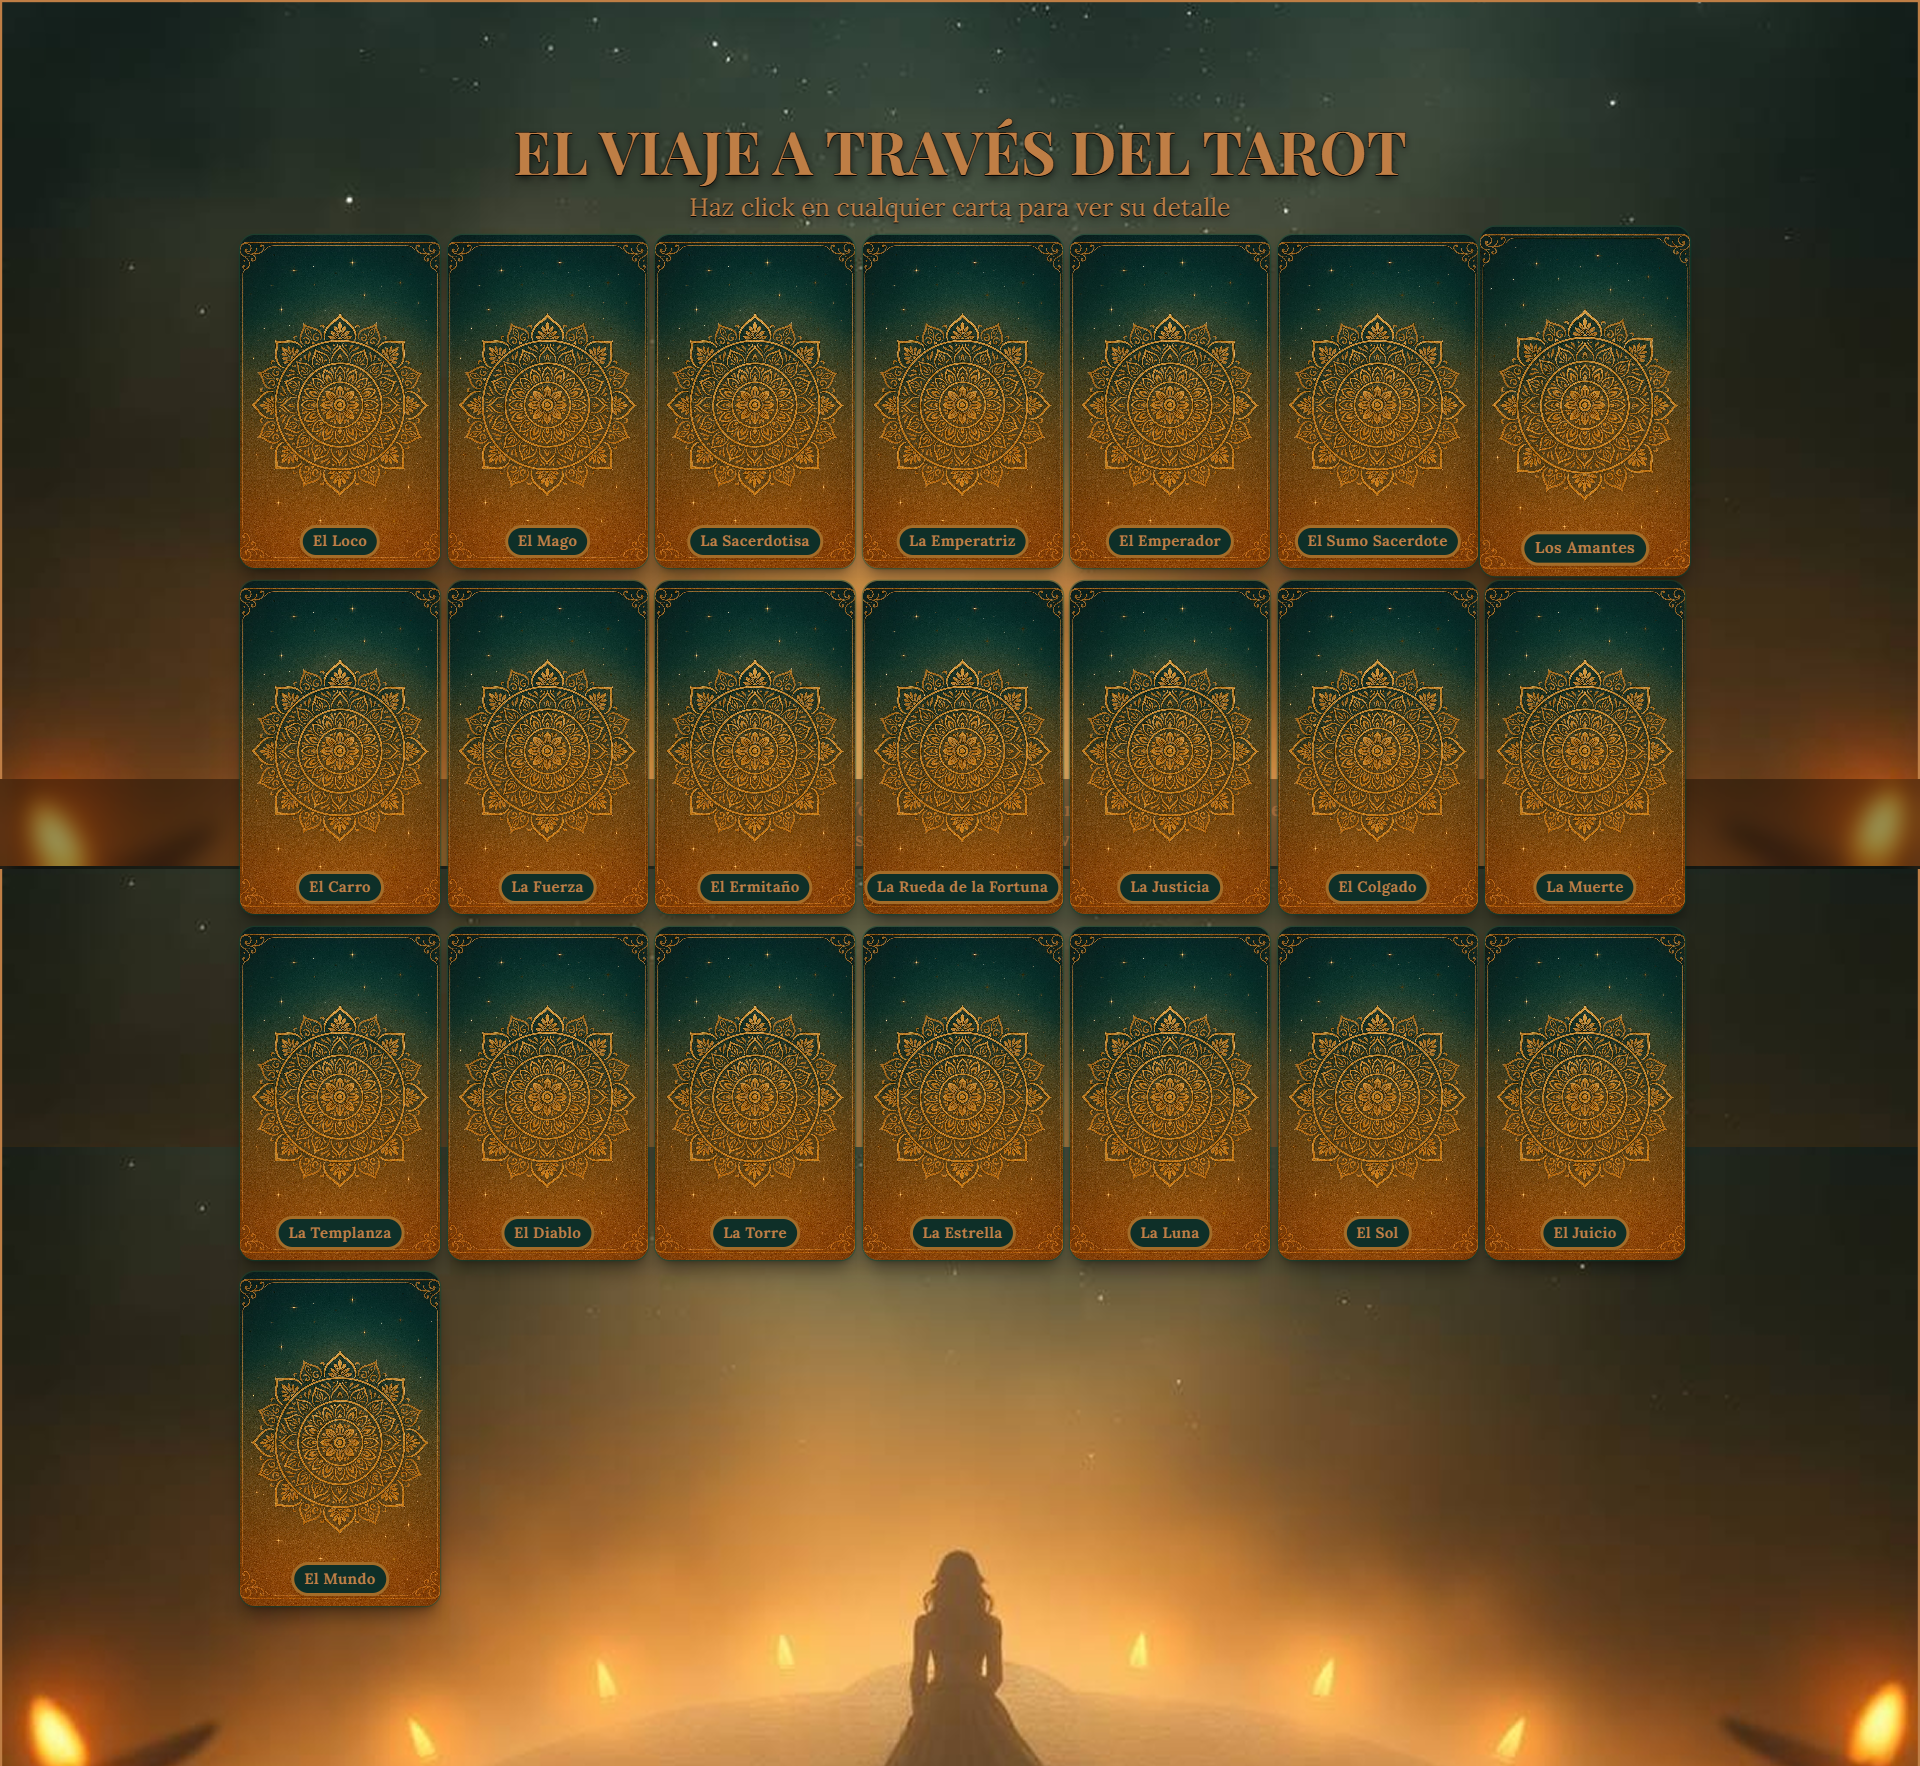 EL VIAJE A TRAVÉS DEL TAROT
Haz click en cualquier carta para ver su detalle
El Loco
El Mago
La Sacerdotisa
La Emperatriz
El Emperador
El Sumo Sacerdote
Los Amantes
El Carro
La Fuerza
El Ermitaño
La Rueda de la Fortuna
La Justicia
El Colgado
La Muerte
La Templanza
El Diablo
La Torre
La Estrella
La Luna
El Sol
El Juicio
El Mundo